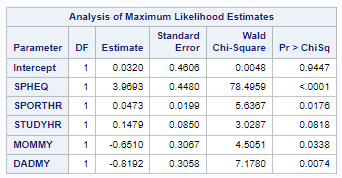 Analysis of Maximum Likelihood Estimates
Parameter DF Estimate Standard Error Wald Chi-Square Pr > ChiSq
Intercept 1 0.0320 0.4606 0.0048 0.9447
SPHEQ 1 3.9693 0.4480 78.4959 <.0001
SPORTHR 1 0.0473 0.0199 5.6367 0.0176
STUDYHR 1 0.1479 0.0850 3.0287 0.0818
MOMMY 1 -0.6510 0.3067 4.5051 0.0338
DADMY 1 -0.8192 0.3058 7.1780 0.0074